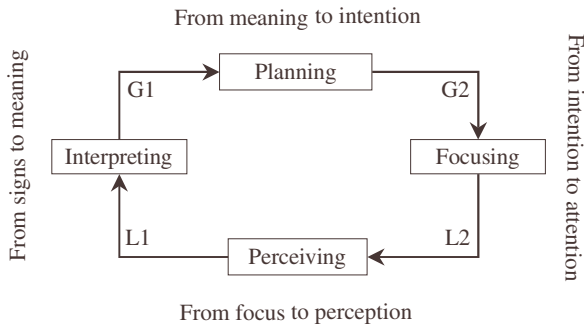 From meaning to intention
Planning
G1
G2
From signs to meaning
From intention to attention
Interpreting
Focusing
L1
L2
Perceiving
From focus to perception